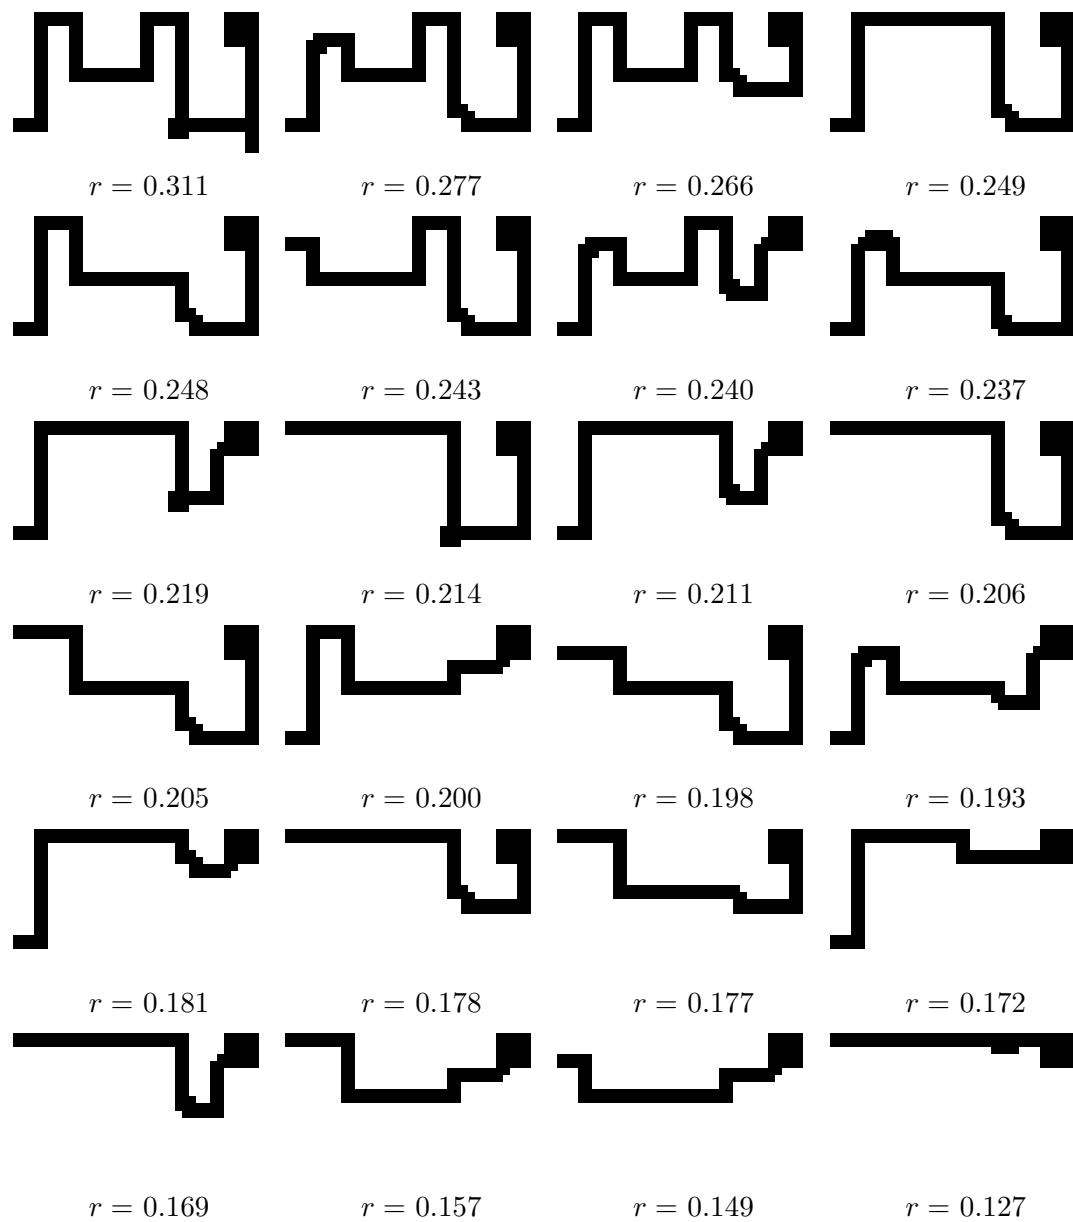 r = 0.311 r = 0.277 r = 0.266 r = 0.249
r = 0.248 r = 0.243 r = 0.240 r = 0.237
r = 0.219 r = 0.214 r = 0.211 r = 0.206
r = 0.205 r = 0.200 r = 0.198 r = 0.193
r = 0.181 r = 0.178 r = 0.177 r = 0.172
r = 0.169 r = 0.157 r = 0.149 r = 0.127